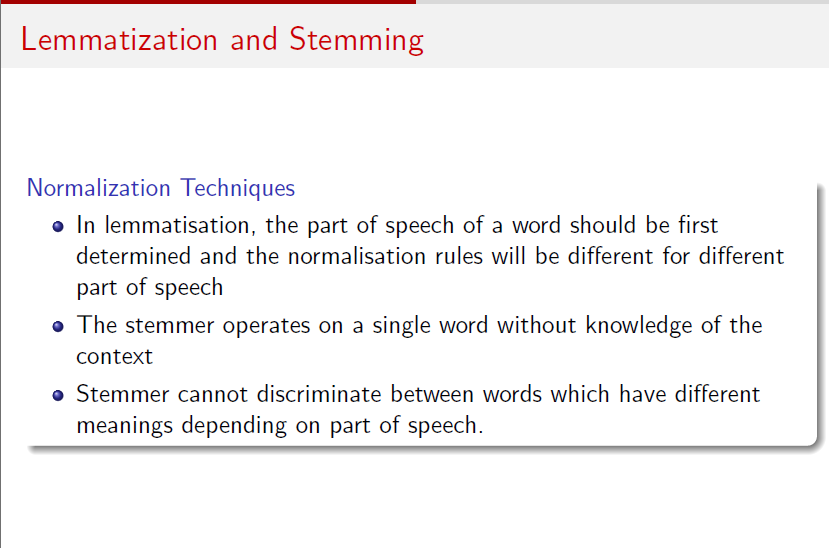 Lemmatization and Stemming
Normalization Techniques
In lemmatisation, the part of speech of a word should be first
determined and the normalisation rules will be different for different
part of speech
The stemmer operates on a single word without knowledge of the
context
Stemmer cannot discriminate between words which have different
meanings depending on part of speech.